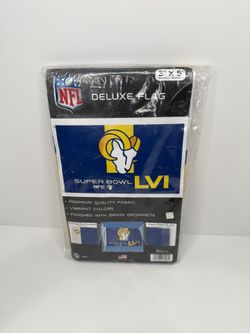 NFL
DELUXE FLAG
3' X 5'
SUPER BOWL
NFC
LVI
• PREMIUM QUALITY FABRIC
• VIBRANT COLORS
• FINISHED WITH BRASS GROMMETS